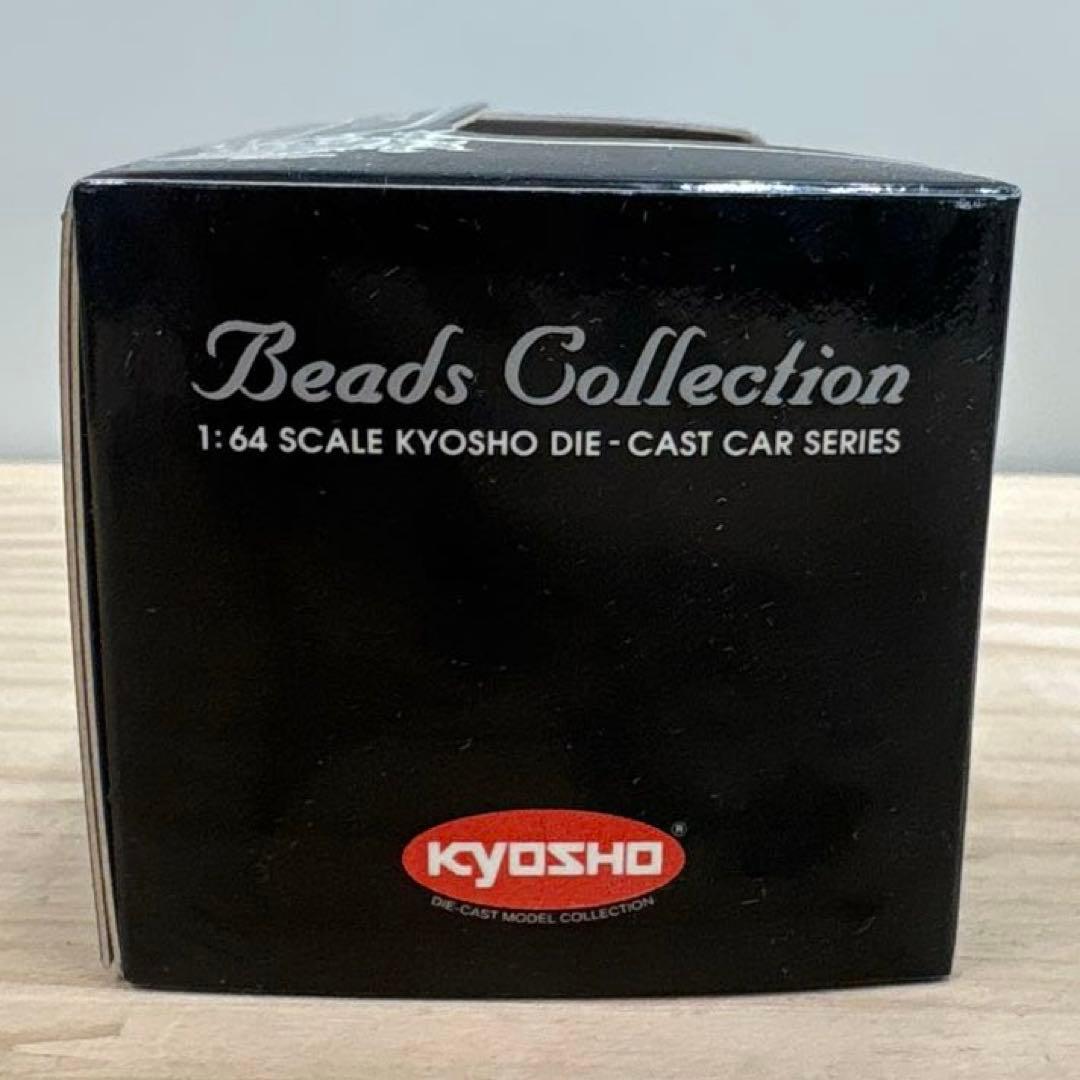 Beads Collection
1:64 SCALE KYOSHO DIE-CAST CAR SERIES
KYOSHO ®
DIE-CAST MODEL COLLECTION